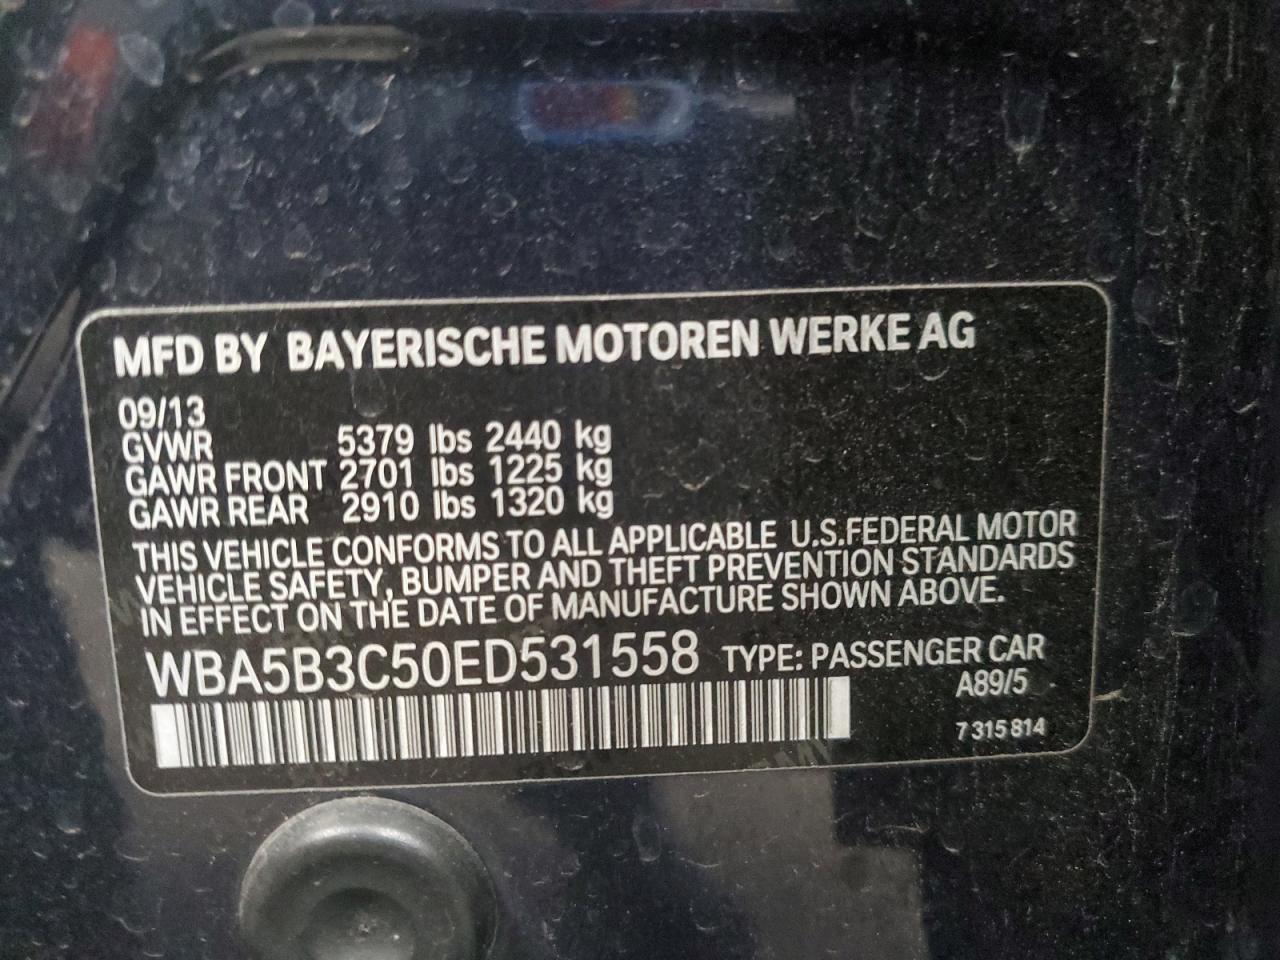 MFD BY BAYERISCHE MOTOREN WERKE AG
09/13
GVWR 5379 lbs 2440 kg
GAWR FRONT 2701 lbs 1225 kg
GAWR REAR 2910 lbs 1320 kg
THIS VEHICLE CONFORMS TO ALL APPLICABLE U.S.FEDERAL MOTOR
VEHICLE SAFETY, BUMPER AND THEFT PREVENTION STANDARDS
IN EFFECT ON THE DATE OF MANUFACTURE SHOWN ABOVE.
WBA5B3C50ED531558 TYPE: PASSENGER CAR
A89/5
7 315 814